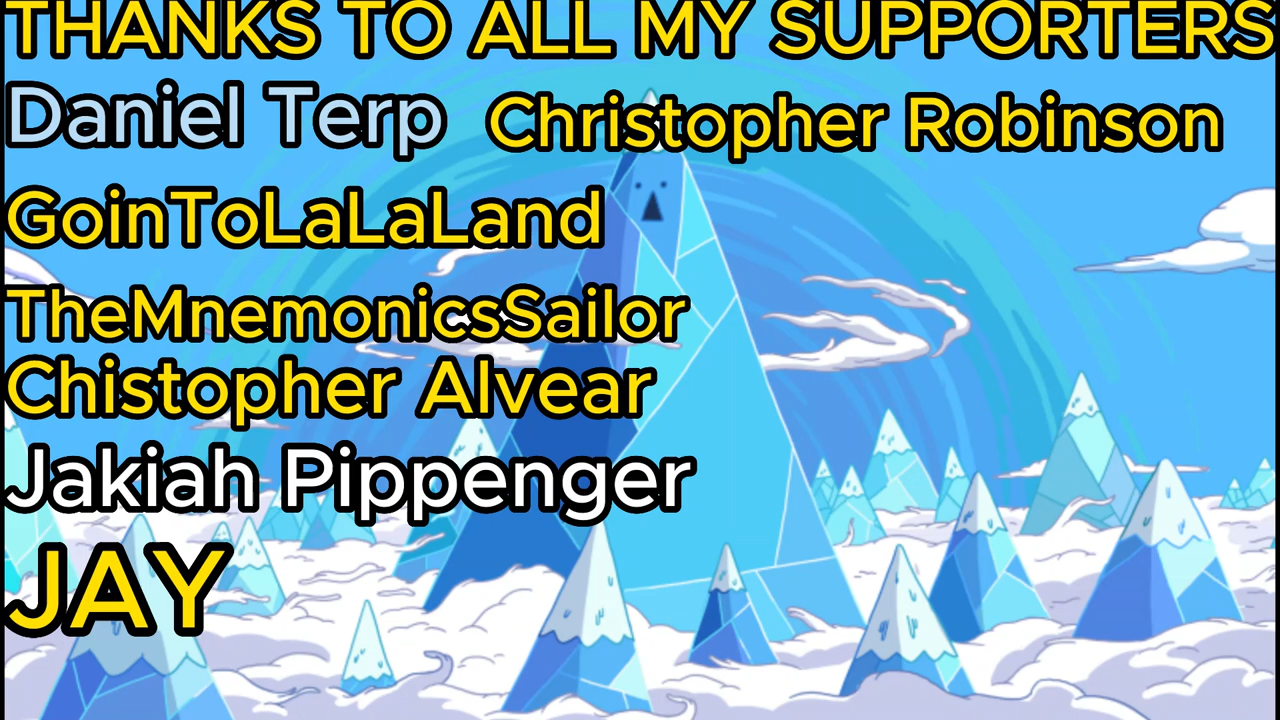 THANKS TO ALL MY SUPPORTERS
Daniel Terp Christopher Robinson
GoinToLaLaLand
TheMnemonicsSailor
Chistopher Alvear
Jakiah Pippenger
JAY